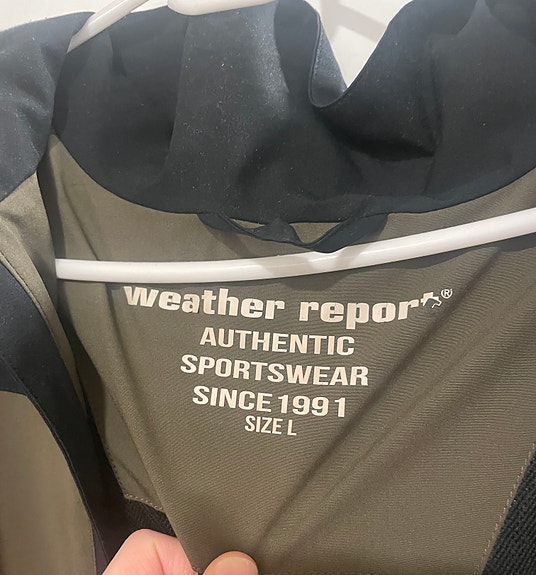 weather report®
AUTHENTIC
SPORTSWEAR
SINCE 1991
SIZE L